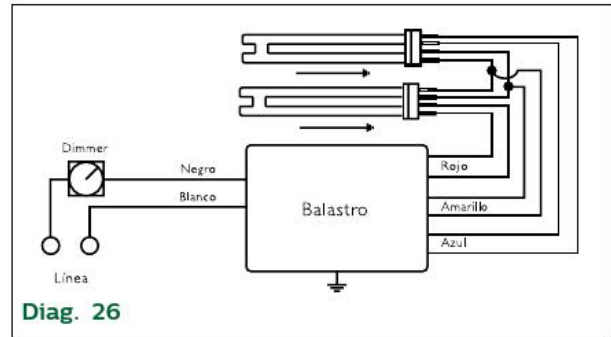 Dimmer
Negro
Rojo
Blanco
Balastro
Amarillo
Azul
Línea
Diag. 26